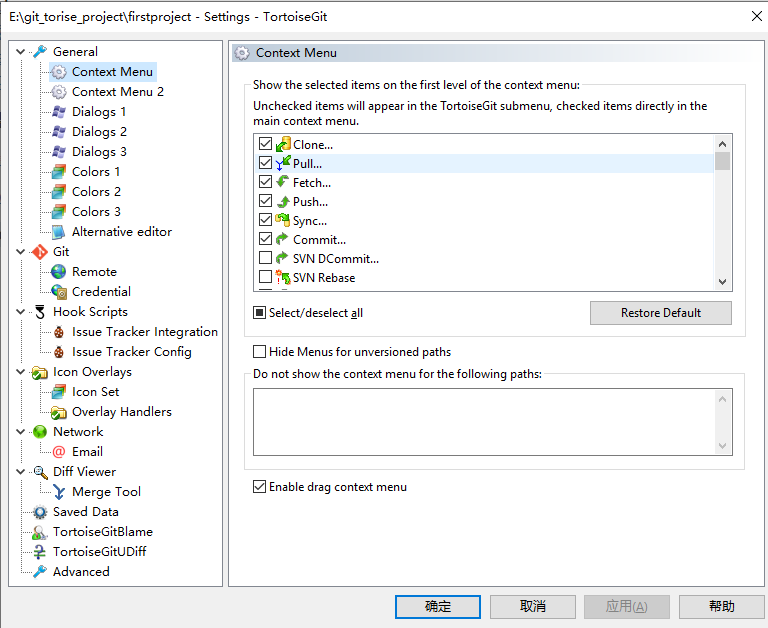 E:\git_torise_project\firstproject - Settings - TortoiseGit
General
Context Menu
Context Menu 2
Dialogs 1
Dialogs 2
Dialogs 3
Colors 1
Colors 2
Colors 3
Alternative editor
Git
Remote
Credential
Hook Scripts
Issue Tracker Integration
Issue Tracker Config
Icon Overlays
Icon Set
Overlay Handlers
Network
Email
Diff Viewer
Merge Tool
Saved Data
TortoiseGitBlame
TortoiseGitUDiff
Advanced
Context Menu
Show the selected items on the first level of the context menu:
Unchecked items will appear in the TortoiseGit submenu, checked items directly in the
main context menu.
Clone...
Pull...
Fetch...
Push...
Sync...
Commit...
SVN DCommit...
SVN Rebase
Select/deselect all
Restore Default
Hide Menus for unversioned paths
Do not show the context menu for the following paths:
Enable drag context menu
确定
取消
应用(A)
帮助